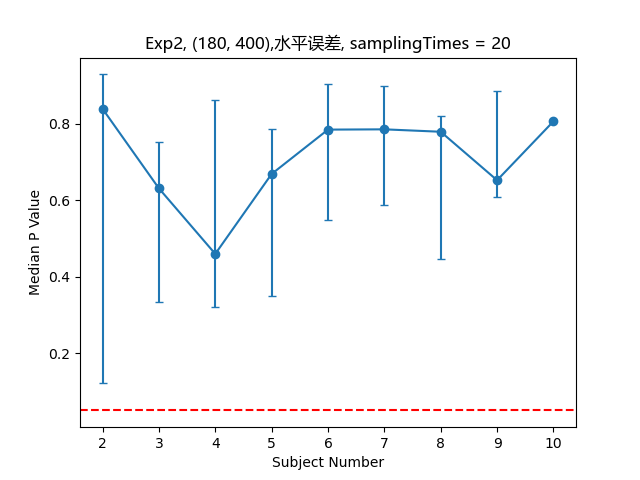 Exp2, (180, 400),水平误差, samplingTimes = 20
Median P Value
0.8
0.6
0.4
0.2
2 3 4 5 6 7 8 9 10
Subject Number